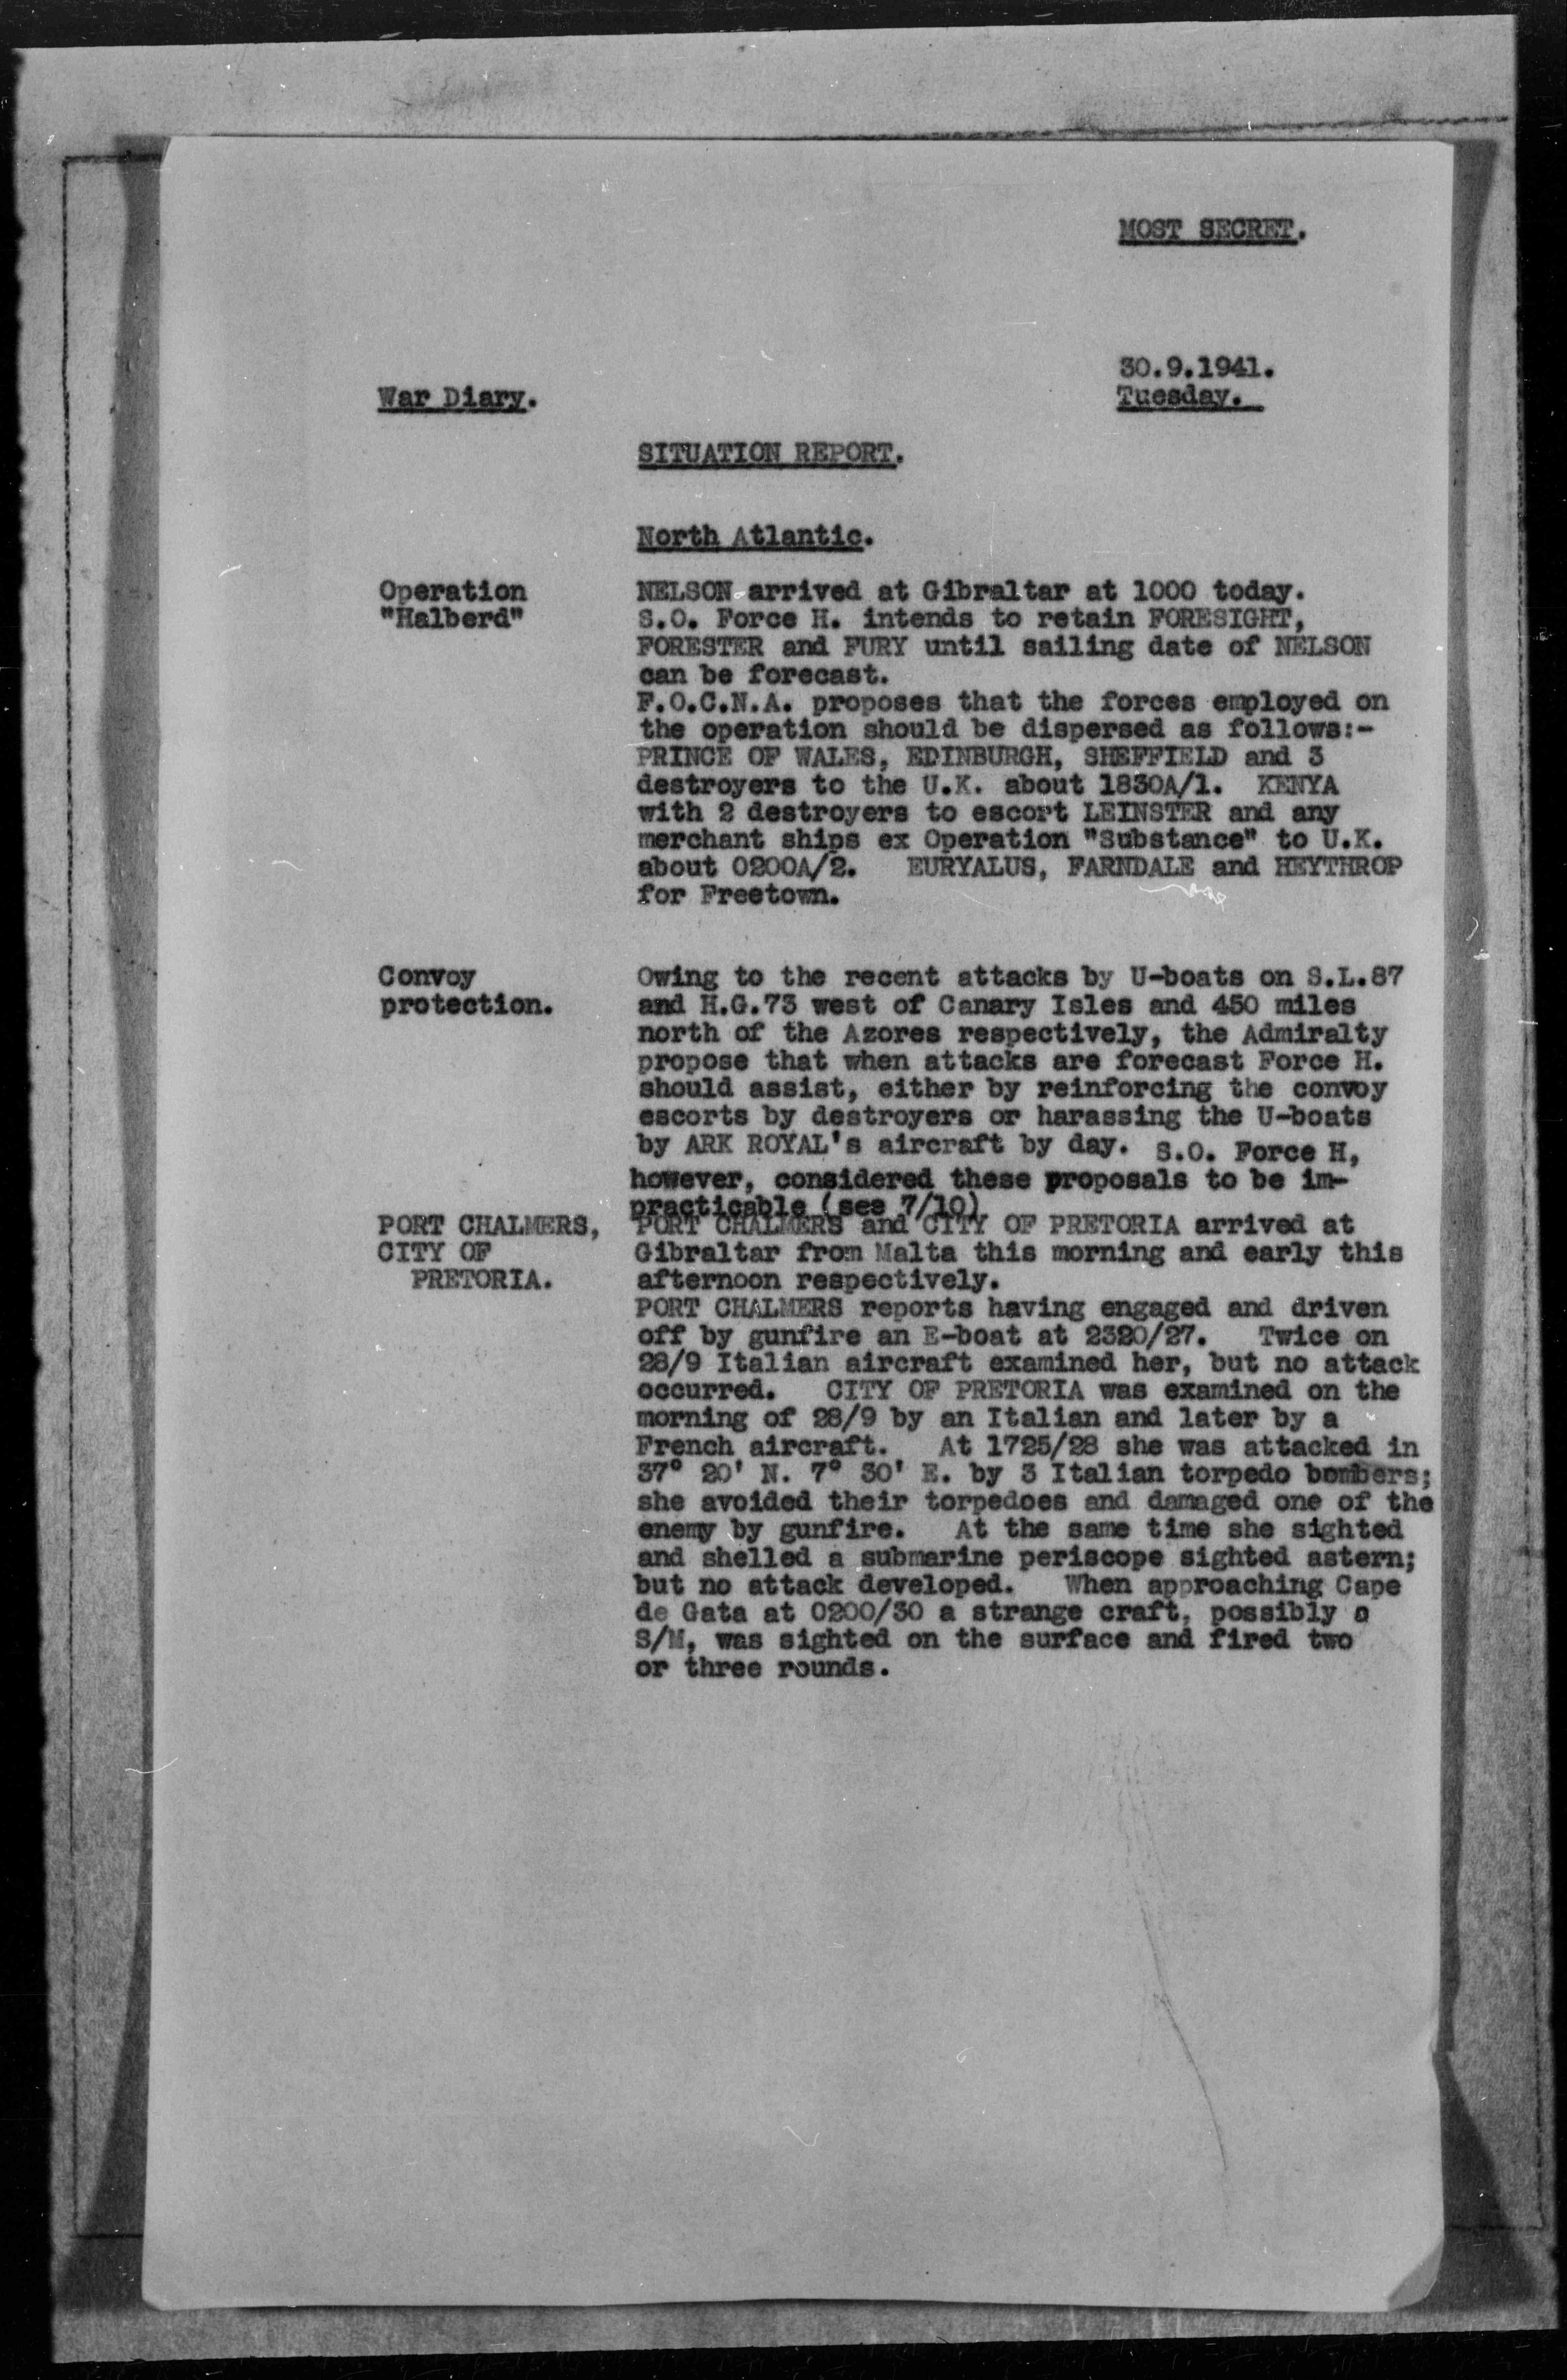 MOST SECRET.
30.9.1941.
War Diary.
Tuesday.
SITUATION REPORT.
North Atlantic.
Operation
"Halberd"
NELSON arrived at Gibraltar at 1000 today.
S.O. Force H. intends to retain FORESIGHT,
FORESTER and FURY until sailing date of NELSON
can be forecast.
F.O.C.N.A. proposes that the forces employed on
the operation should be dispersed as follows:-
PRINCE OF WALES, EDINBURGH, SHEFFIELD and 3
destroyers to the U.K. about 1830A/1. KENYA
with 2 destroyers to escort LEINSTER and any
merchant ships ex Operation "Substance" to U.K.
about 0200A/2. EURYALUS, FARNDALE and HEYTHROP
for Freetown.
Convoy
protection.
Owing to the recent attacks by U-boats on S.L.87
and H.G.73 west of Canary Isles and 450 miles
north of the Azores respectively, the Admiralty
propose that when attacks are forecast Force H.
should assist, either by reinforcing the convoy
escorts by destroyers or harassing the U-boats
by ARK ROYAL's aircraft by day. S.O. Force H,
however, considered these proposals to be im-
practicable (see 7/10)
PORT CHALMERS,
CITY OF
PRETORIA.
PORT CHALMERS and CITY OF PRETORIA arrived at
Gibraltar from Malta this morning and early this
afternoon respectively.
PORT CHALMERS reports having engaged and driven
off by gunfire an E-boat at 2320/27. Twice on
28/9 Italian aircraft examined her, but no attack
occurred. CITY OF PRETORIA was examined on the
morning of 28/9 by an Italian and later by a
French aircraft. At 1725/28 she was attacked in
37° 20' N. 7° 30' E. by 3 Italian torpedo bombers;
she avoided their torpedoes and damaged one of the
enemy by gunfire. At the same time she sighted
and shelled a submarine periscope sighted astern;
but no attack developed. When approaching Cape
de Gata at 0200/30 a strange craft, possibly a
S/M, was sighted on the surface and fired two
or three rounds.